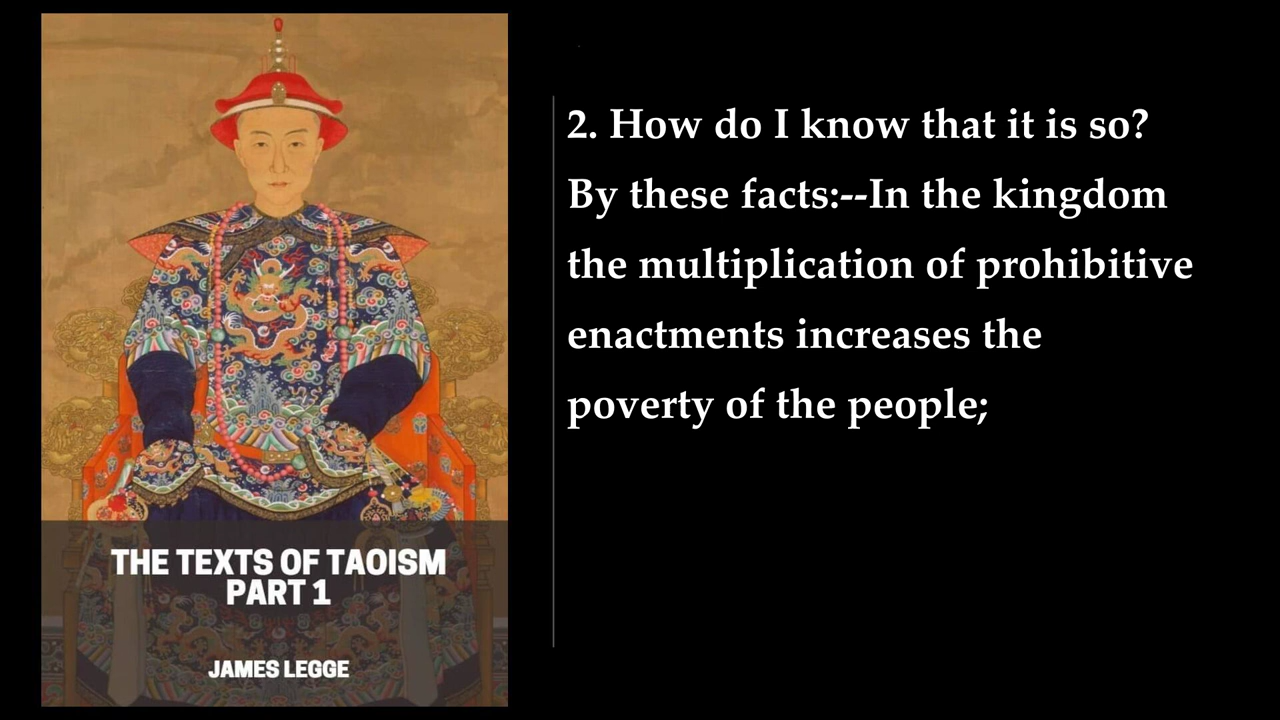 THE TEXTS OF TAOISM
PART 1
JAMES LEGGE
2. How do I know that it is so?
By these facts:--In the kingdom
the multiplication of prohibitive
enactments increases the
poverty of the people;